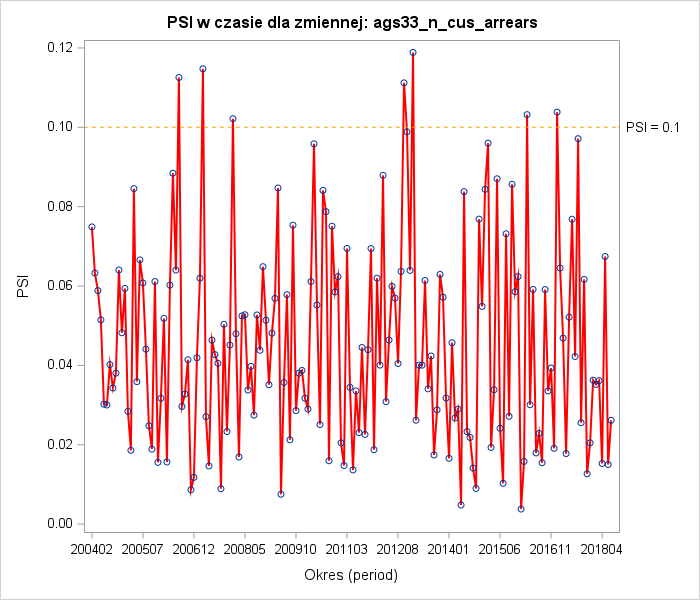 PSI w czasie dla zmiennej: ags33_n_cus_arrears
0.12
0.10
PSI = 0.1
0.08
0.06
PSI
0.04
0.02
0.00
200402 200507 200612 200805 200910 201103 201208 201401 201506 201611 201804
Okres (period)